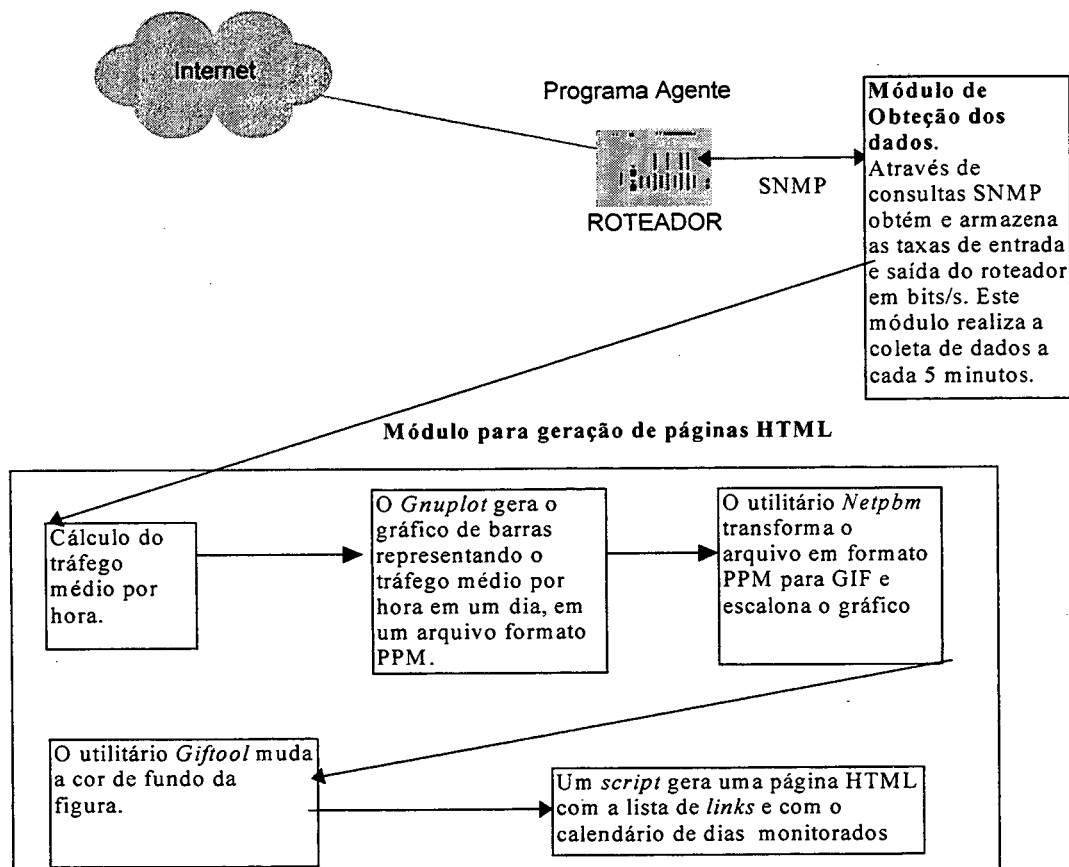 Internet
Programa Agente
SNMP
ROTEADOR
Módulo de
Obteção dos
dados.
Através de
consultas SNMP
obtém e armazena
as taxas de entrada
e saída do roteador
em bits/s. Este
módulo realiza a
coleta de dados a
cada 5 minutos.
Módulo para geração de páginas HTML
Cálculo do
tráfego
médio por
hora.
O Gnuplot gera o
gráfico de barras
representando o
tráfego médio por
hora em um dia, em
um arquivo formato
PPM.
O utilitário Netpbm
transforma o
arquivo em formato
PPM para GIF e
escalona o gráfico
O utilitário Giftool muda
a cor de fundo da
figura.
Um script gera uma página HTML
com a lista de links e com o
calendário de dias monitorados